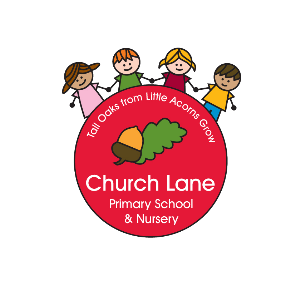 Tall Oaks from Little Acorns Grow
Church Lane
Primary School
& Nursery